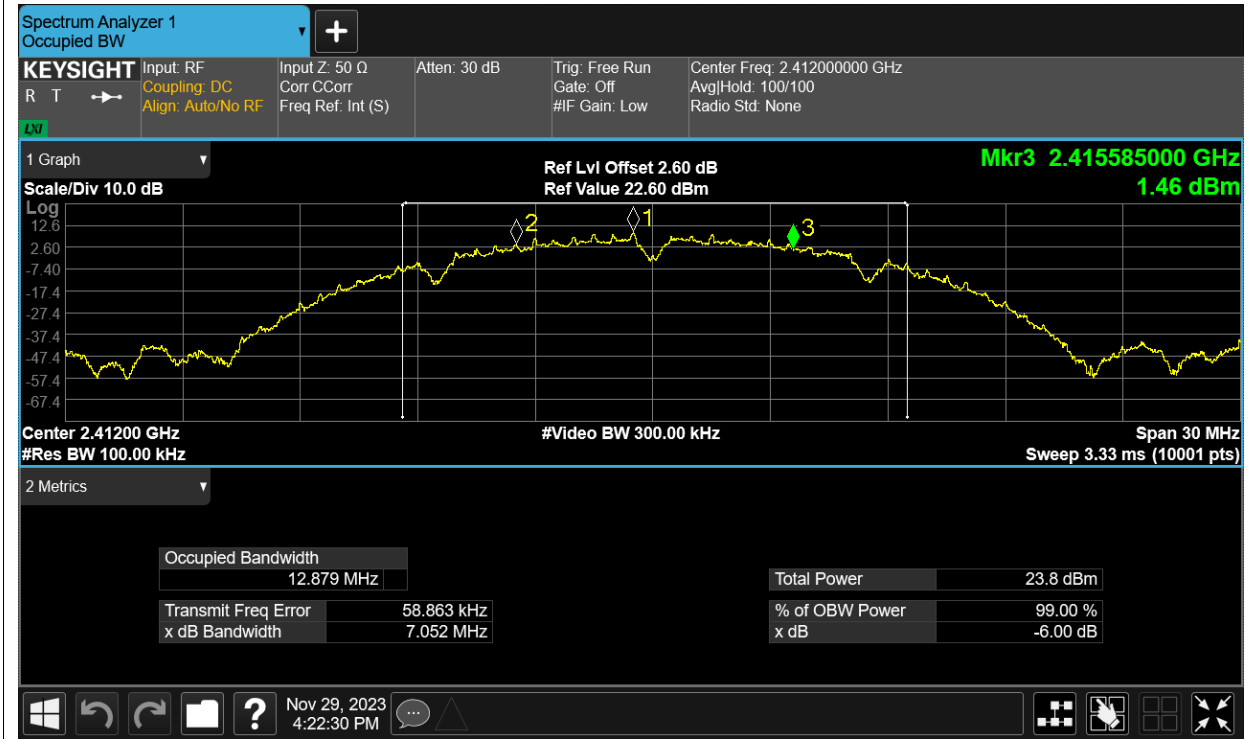 Spectrum Analyzer 1
Occupied BW
KEYSIGHT
R T
LXI
Input: RF
Coupling: DC
Align: Auto/No RF
Input Z: 50 Ω
Corr CCorr
Freq Ref: Int (S)
Atten: 30 dB
Trig: Free Run
Gate: Off
#IF Gain: Low
Center Freq: 2.412000000 GHz
Avg|Hold: 100/100
Radio Std: None
1 Graph
Scale/Div 10.0 dB
Ref Lvl Offset 2.60 dB
Ref Value 22.60 dBm
Mkr3 2.415585000 GHz
1.46 dBm
Log
12.6
2.60
-7.40
-17.4
-27.4
-37.4
-47.4
-57.4
-67.4
2
1
3
Center 2.41200 GHz
#Res BW 100.00 kHz
#Video BW 300.00 kHz
Span 30 MHz
Sweep 3.33 ms (10001 pts)
2 Metrics
Occupied Bandwidth
12.879 MHz
Transmit Freq Error 58.863 kHz
x dB Bandwidth 7.052 MHz
Total Power 23.8 dBm
% of OBW Power 99.00 %
x dB -6.00 dB
?
Nov 29, 2023
4:22:30 PM